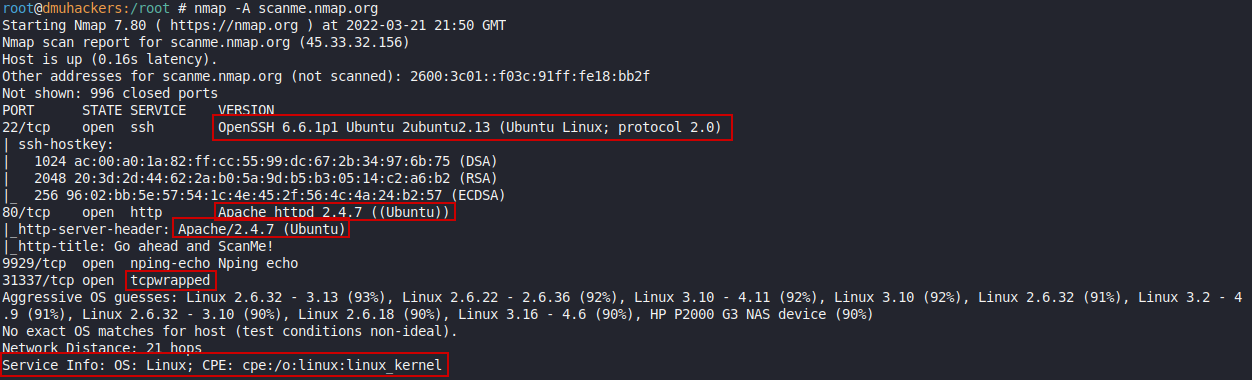 root@dmuhackers:/root # nmap -A scanme.nmap.org
Starting Nmap 7.80 ( https://nmap.org ) at 2022-03-21 21:50 GMT
Nmap scan report for scanme.nmap.org (45.33.32.156)
Host is up (0.16s latency).
Other addresses for scanme.nmap.org (not scanned): 2600:3c01::f03c:91ff:fe18:bb2f
Not shown: 996 closed ports
PORT      STATE SERVICE    VERSION
22/tcp    open  ssh        OpenSSH 6.6.1p1 Ubuntu 2ubuntu2.13 (Ubuntu Linux; protocol 2.0)
| ssh-hostkey:
|   1024 ac:00:a0:1a:82:ff:cc:55:99:dc:67:2b:34:97:6b:75 (DSA)
|   2048 20:3d:2d:44:62:2a:b0:5a:9d:b5:b3:05:14:c2:a6:b2 (RSA)
|_  256 96:02:bb:5e:57:54:1c:4e:45:2f:56:4c:4a:24:b2:57 (ECDSA)
80/tcp    open  http       Apache httpd 2.4.7 ((Ubuntu))
|_http-server-header: Apache/2.4.7 (Ubuntu)
|_http-title: Go ahead and ScanMe!
9929/tcp  open  nping-echo Nping echo
31337/tcp open  tcpwrapped
Aggressive OS guesses: Linux 2.6.32 - 3.13 (93%), Linux 2.6.22 - 2.6.36 (92%), Linux 3.10 - 4.11 (92%), Linux 3.10 (92%), Linux 2.6.32 (91%), Linux 3.2 - 4
.9 (91%), Linux 2.6.32 - 3.10 (90%), Linux 2.6.18 (90%), Linux 3.16 - 4.6 (90%), HP P2000 G3 NAS device (90%)
No exact OS matches for host (test conditions non-ideal).
Network Distance: 21 hops
Service Info: OS: Linux; CPE: cpe:/o:linux:linux_kernel